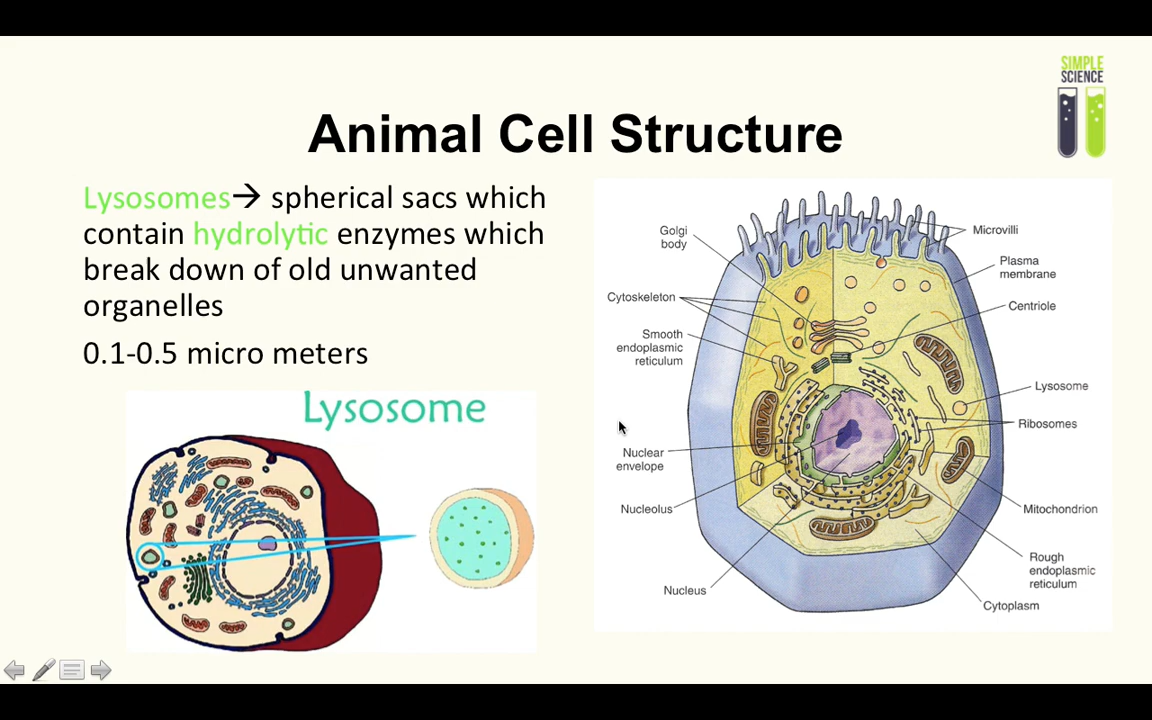 SIMPLE
SCIENCE
Animal Cell Structure
Lysosomes→ spherical sacs which
contain hydrolytic enzymes which
break down of old unwanted
organelles
0.1-0.5 micro meters
Lysosome
Golgi
body
Cytoskeleton
Smooth
endoplasmic
reticulum
Nuclear
envelope
Nucleolus
Nucleus
Microvilli
Plasma
membrane
Centriole
Lysosome
Ribosomes
Mitochondrion
Rough
endoplasmic
reticulum
Cytoplasm